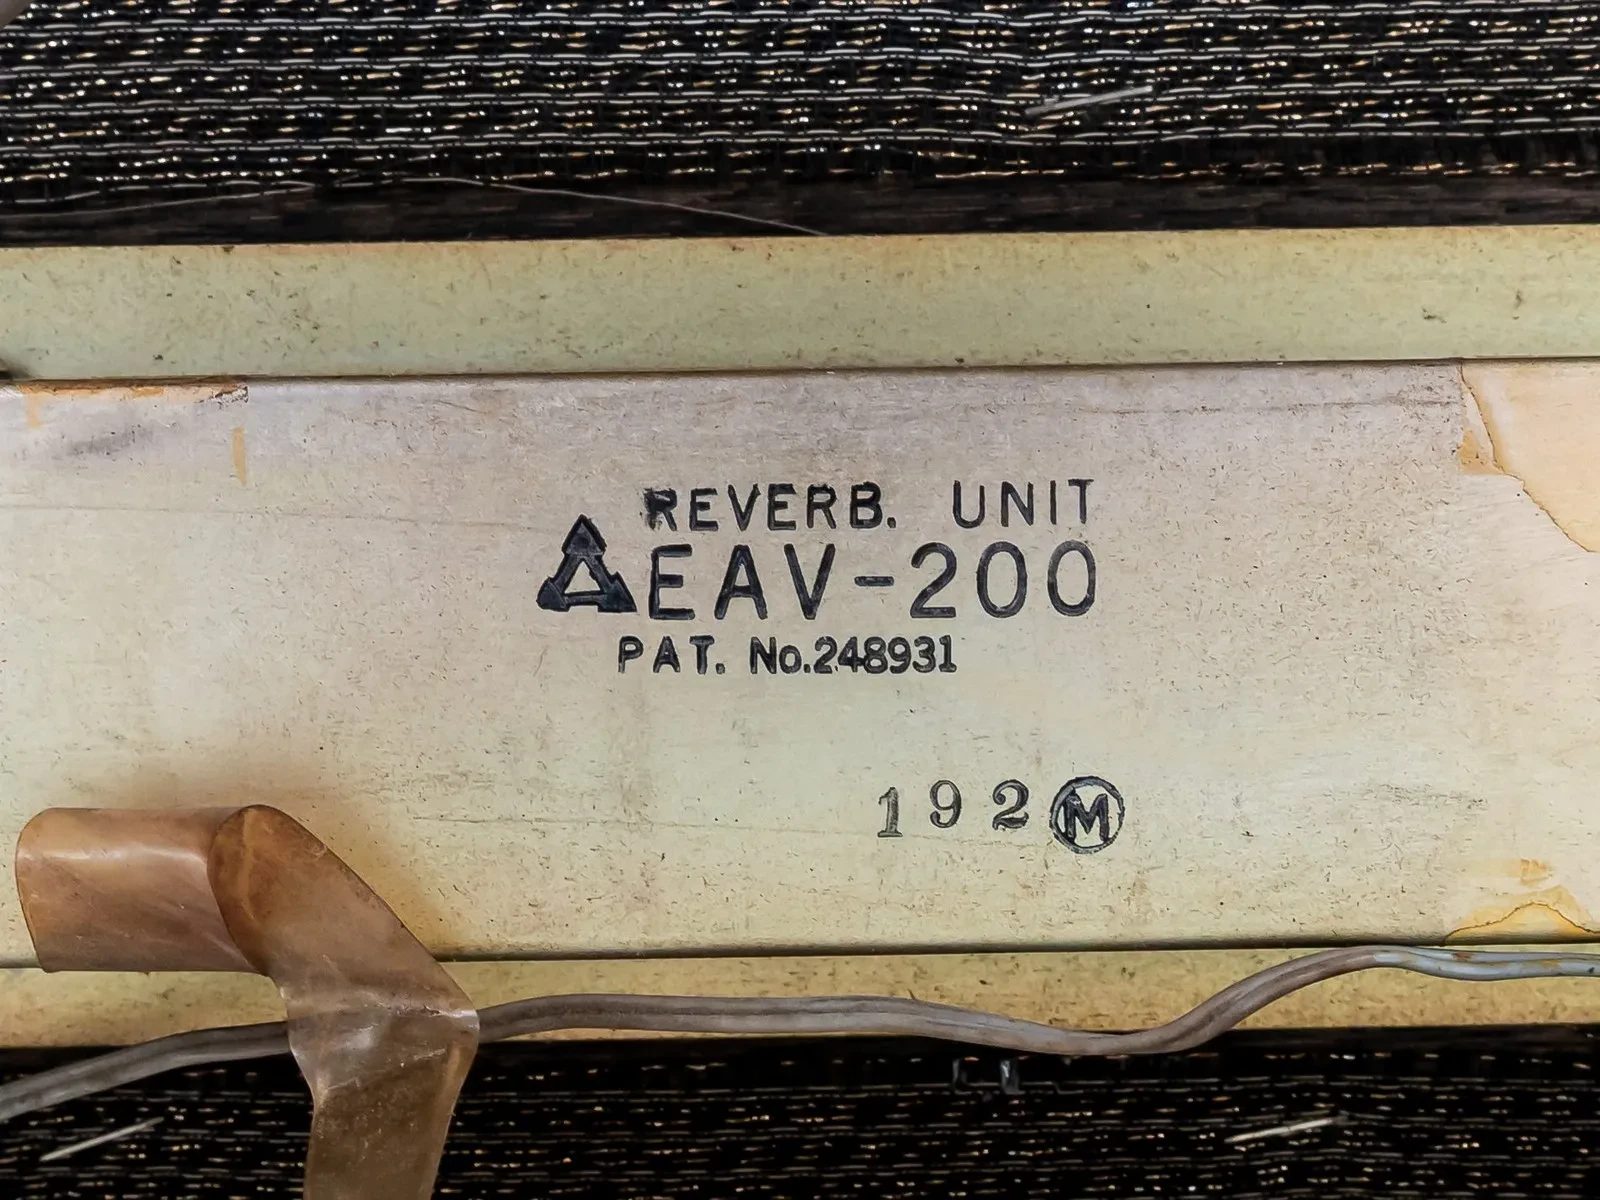 REVERB. UNIT
EAV-200
PAT. No.248931
192 M